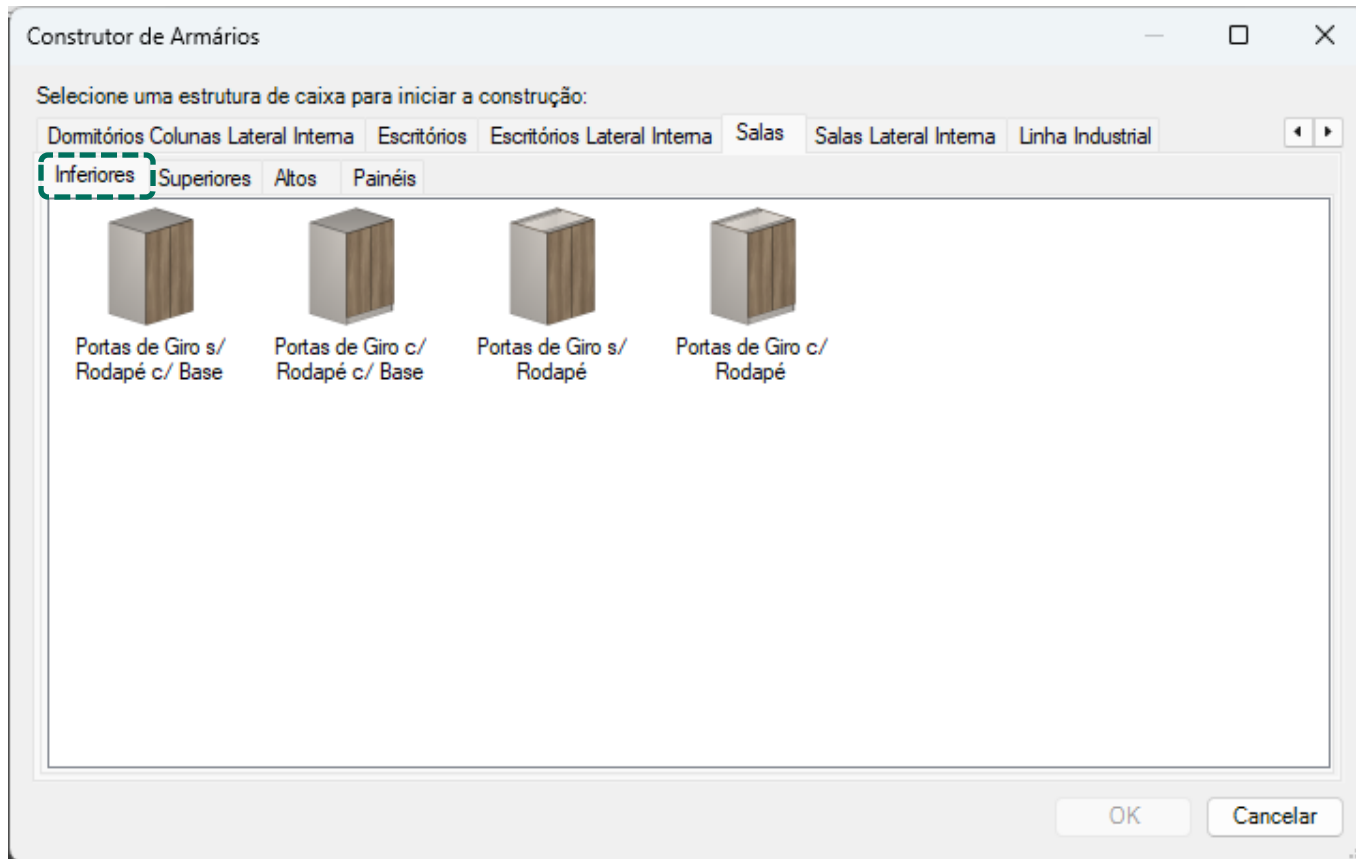 Construtor de Armários
Selecione uma estrutura de caixa para iniciar a construção:
Dormitórios Colunas Lateral Interna Escritórios Escritórios Lateral Interna Salas Salas Lateral Interna Linha Industrial
Inferiores Superiores Altos Painéis
Portas de Giro s/ Portas de Giro c/ Portas de Giro s/ Portas de Giro c/
Rodapé c/ Base Rodapé c/ Base Rodapé Rodapé
OK Cancelar